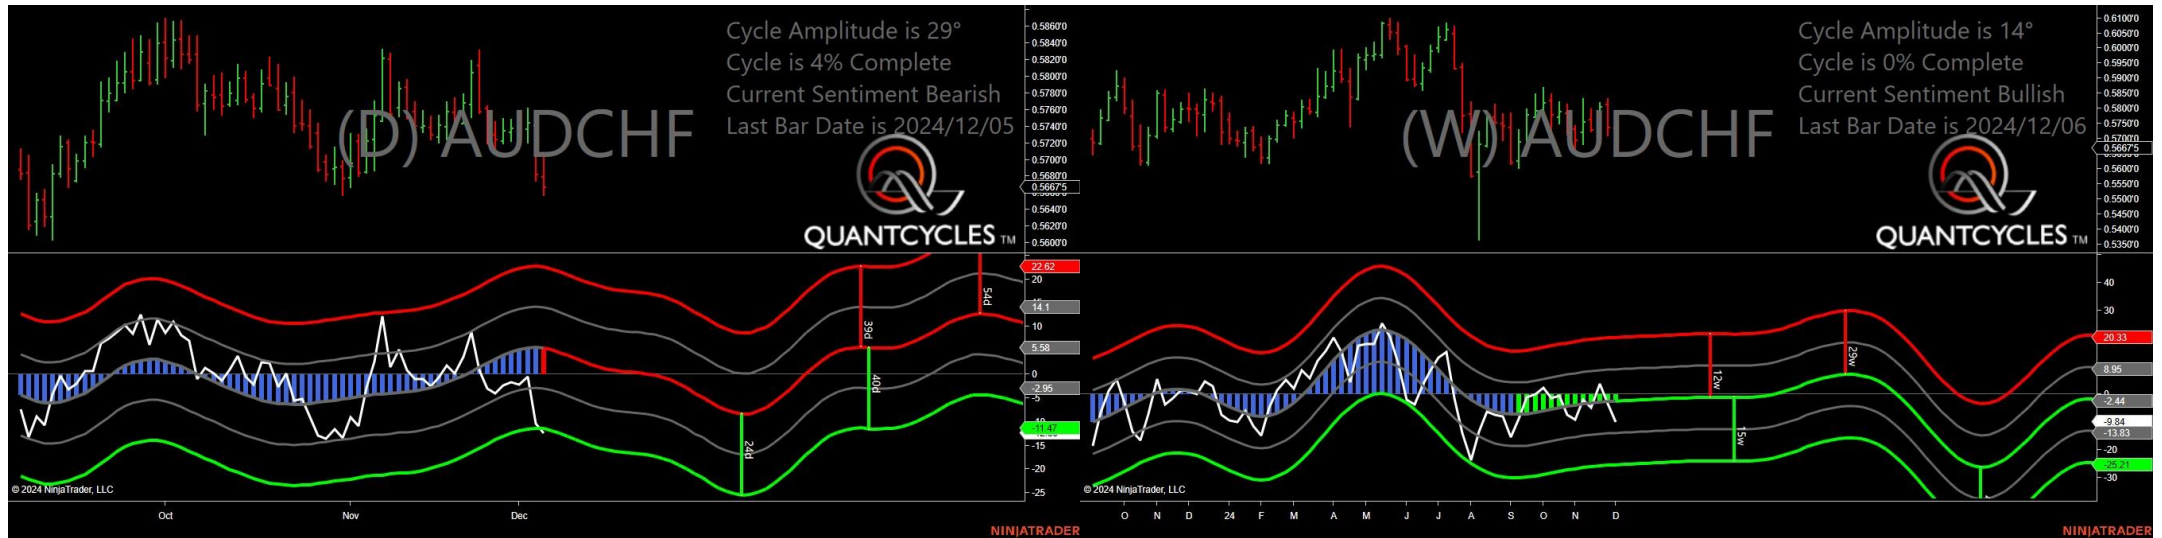 Cycle Amplitude is 29°
Cycle is 4% Complete
Current Sentiment Bearish
Last Bar Date is 2024/12/05
(D) AUDCHF
QUANTCYCLES TM
0.5860'0
0.5840'0
0.5820'0
0.5800'0
0.5780'0
0.5760'0
0.5740'0
0.5720'0
0.5700'0
0.5680'0
0.5667'5
0.5640'0
0.5620'0
0.5600'0
22.62
20
14.1
10
5.58
0
-2.95
-5
-11.47
-15
-20
-25
24d
39d
40d
54d
© 2024 NinjaTrader, LLC
Oct
Nov
Dec
NINJATRADER
Cycle Amplitude is 14°
Cycle is 0% Complete
Current Sentiment Bullish
Last Bar Date is 2024/12/06
(W) AUDCHF
QUANTCYCLES TM
0.6100'0
0.6050'0
0.6000'0
0.5950'0
0.5900'0
0.5850'0
0.5800'0
0.5750'0
0.5700'0
0.5667'5
0.5600'0
0.5550'0
0.5500'0
0.5450'0
0.5400'0
0.5350'0
40
30
20.33
8.95
0
-2.44
-9.84
-13.83
-20
-25.21
-30
12w
15w
29w
© 2024 NinjaTrader, LLC
O
N
D
24
F
M
A
M
J
J
A
S
O
N
D
NINJATRADER